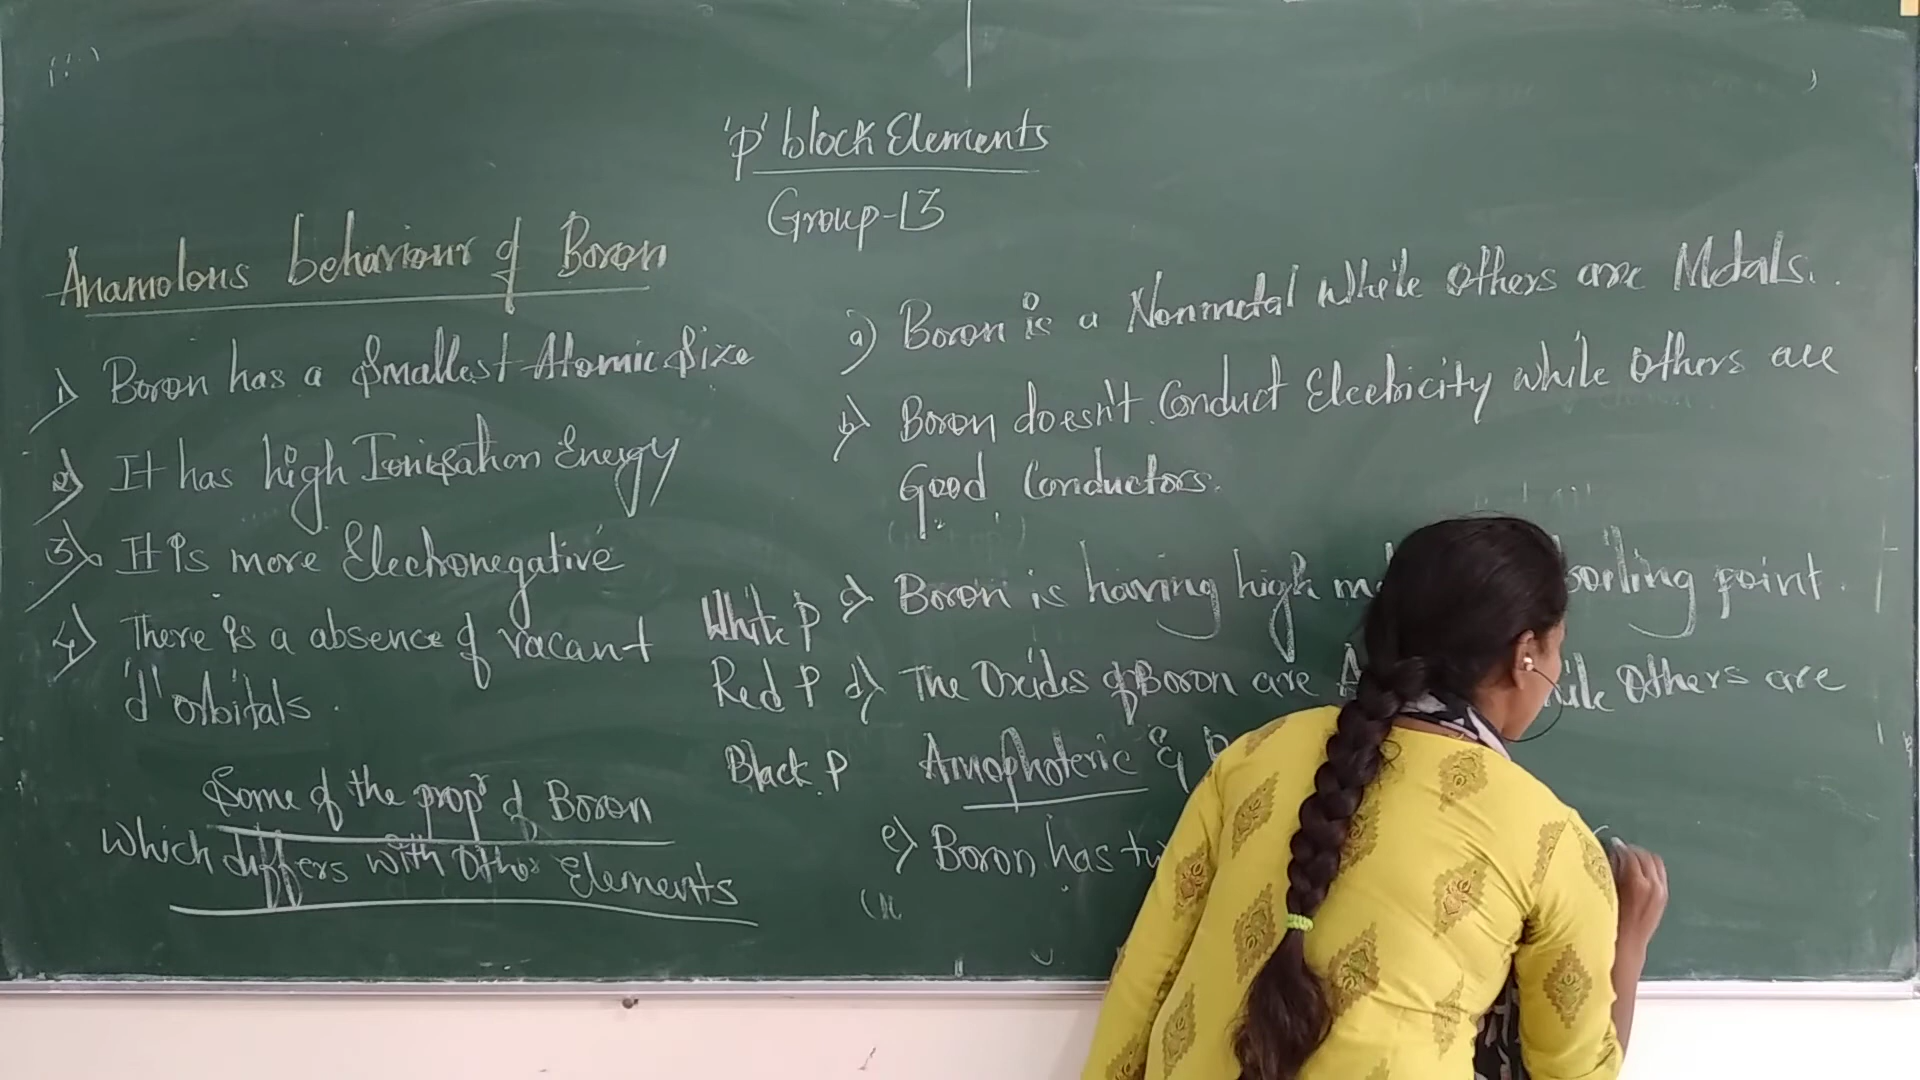 'P' block Elements
Group-13
Anamolous behaviour of Boron
1) Boron has a Smallest Atomic Size
2) It has high Ionisation Energy
3) It is more Electronegative
4) There is a absence of vacant
'd' orbitals.
Some of the propr of Boron
which differs with Other Elements
a) Boron is a Nonmetal While Others are Metals.
b) Boron doesn't Conduct Electricity while Others are
Good Conductors.
White P
Red P
Black P
c) Boron is having high boiling point.
d) The Oxides of Boron are Others are
Amophoteric &
e) Boron has